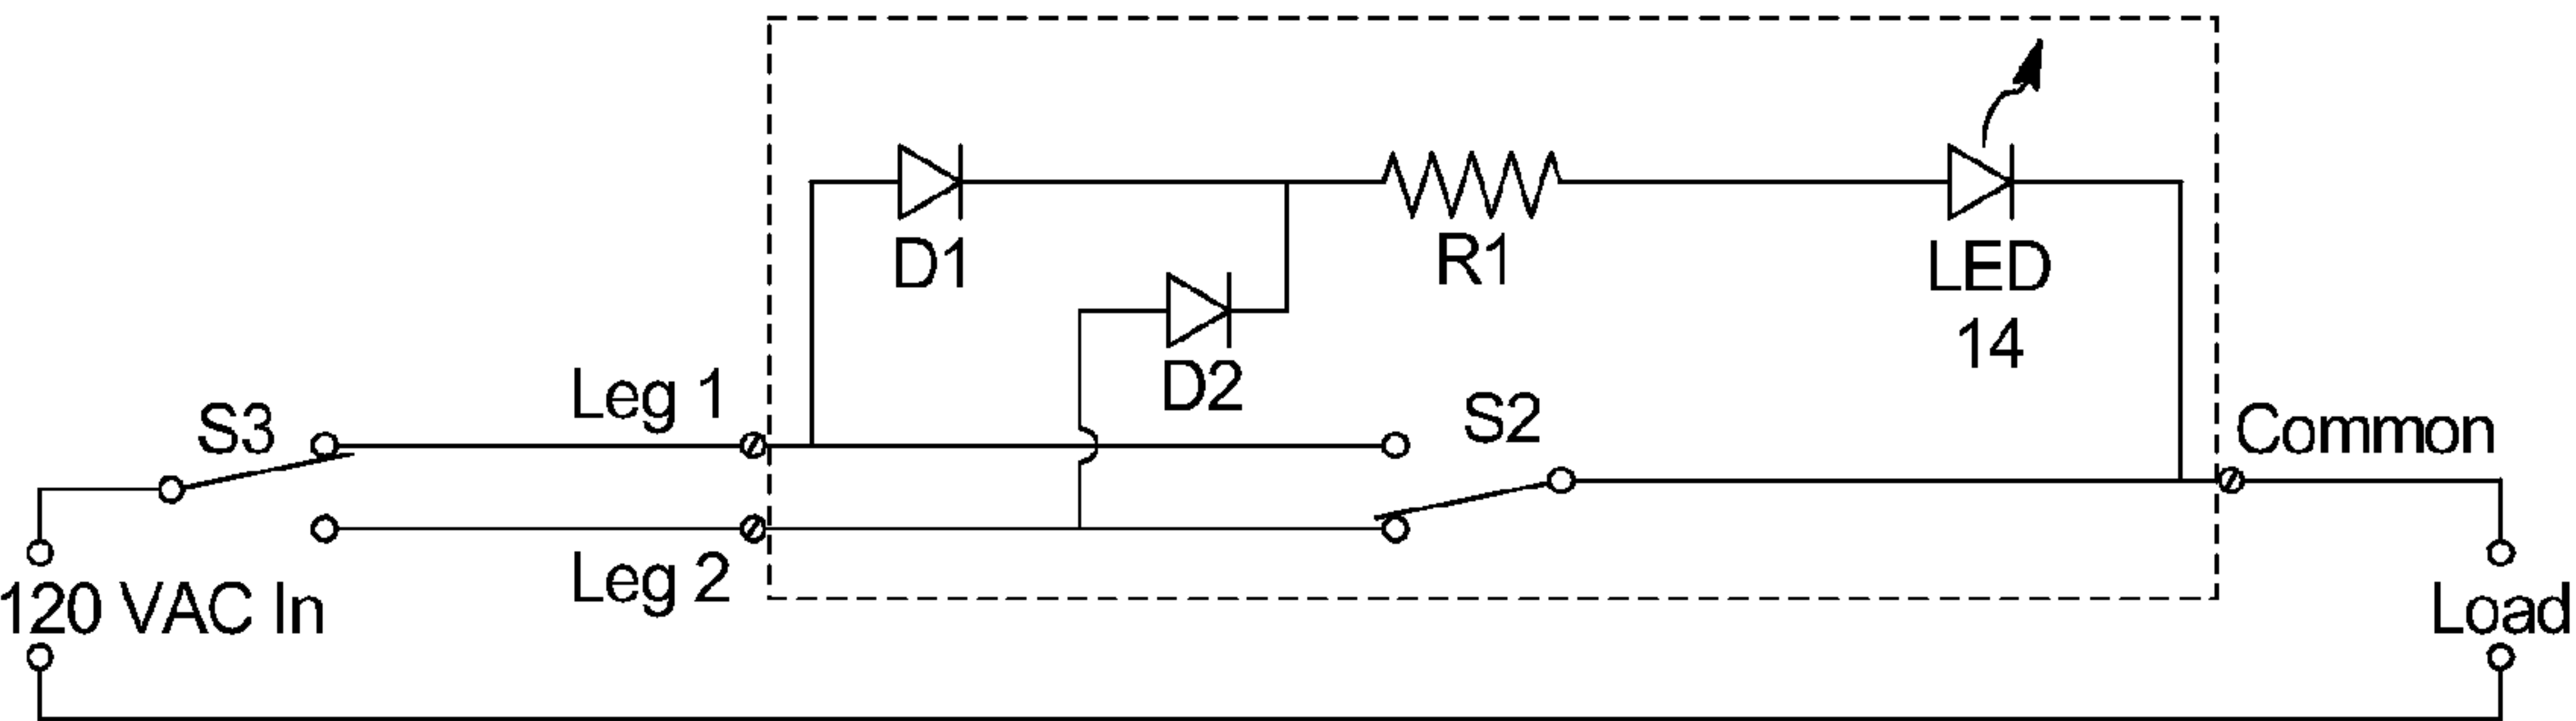 D1
R1
LED
14
D2
S3
Leg 1
S2
Common
Leg 2
120 VAC In
Load